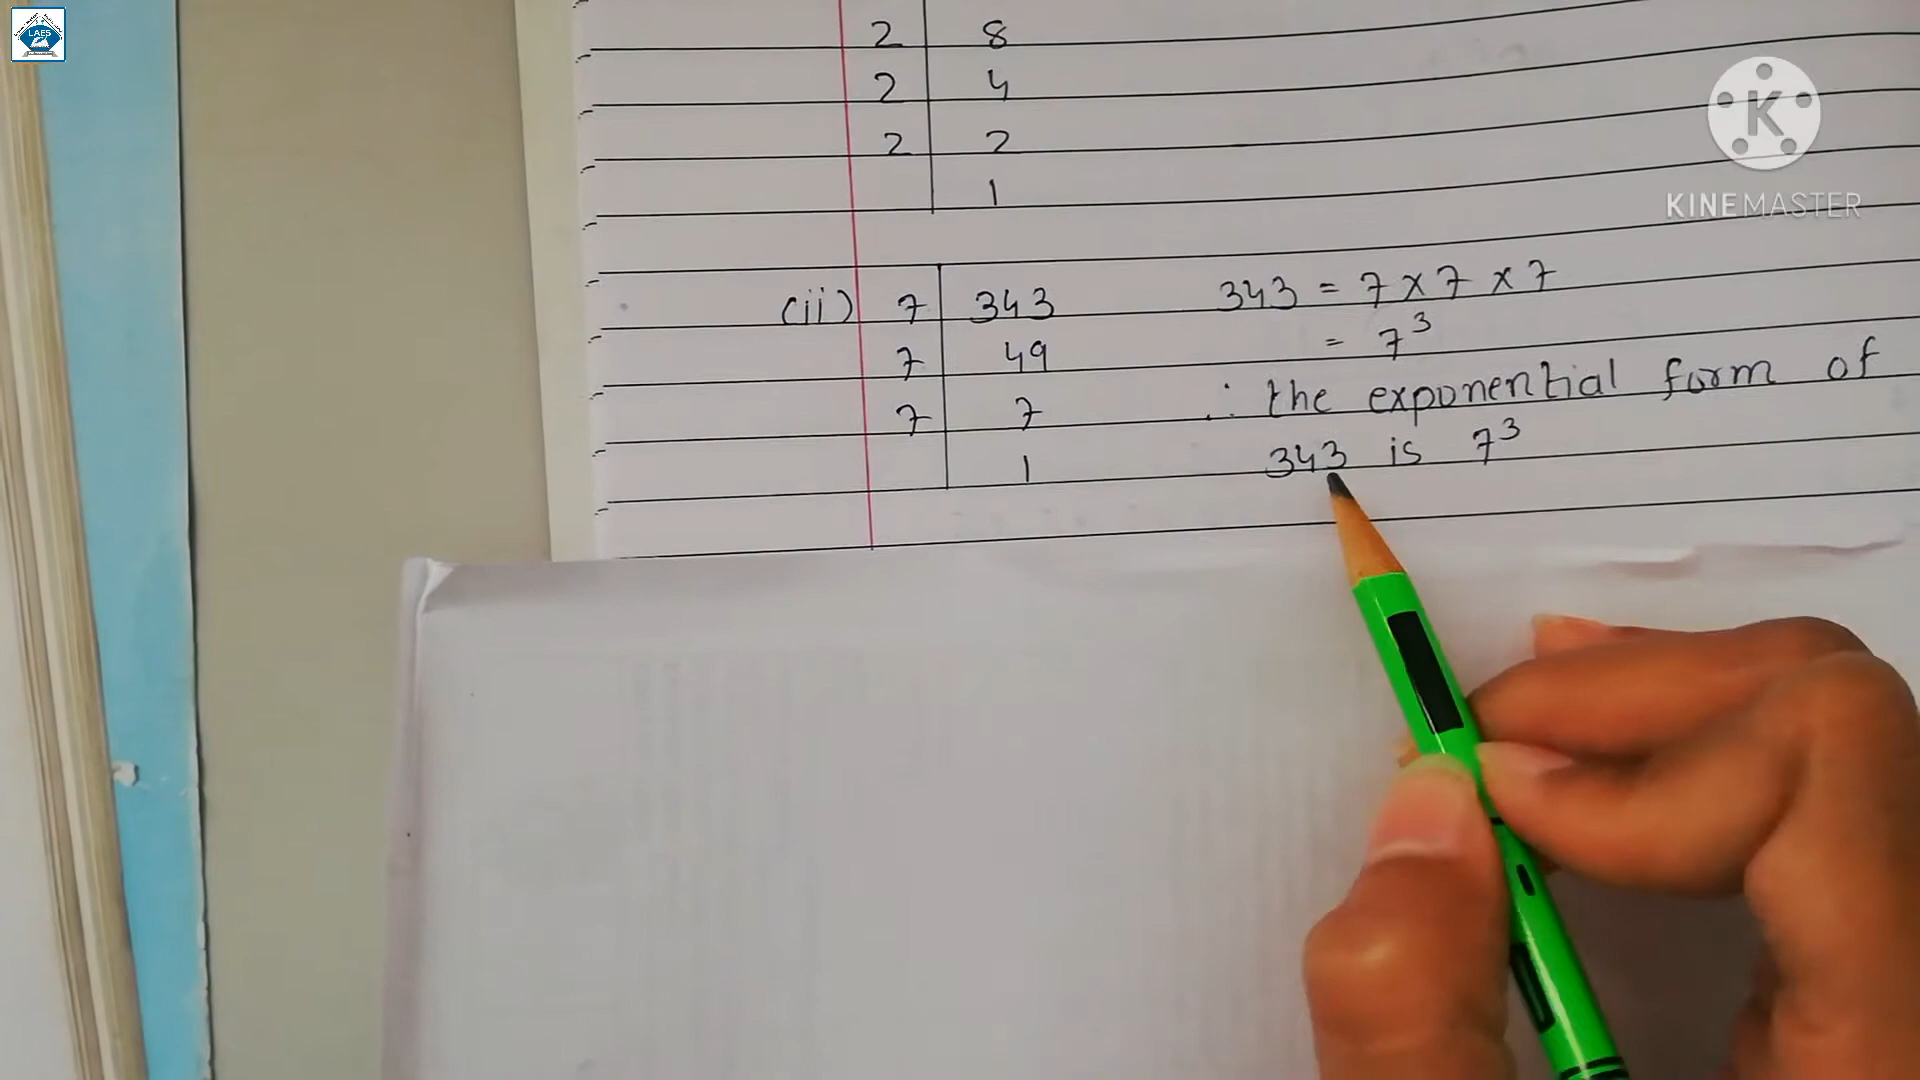 LAES
2 8
2 4
2 2
1
KINEMASTER
(ii) 7 343 343 = 7 × 7 × 7
7 49 = 7³
7 7 ∴ the exponential form of
1 343 is 7³